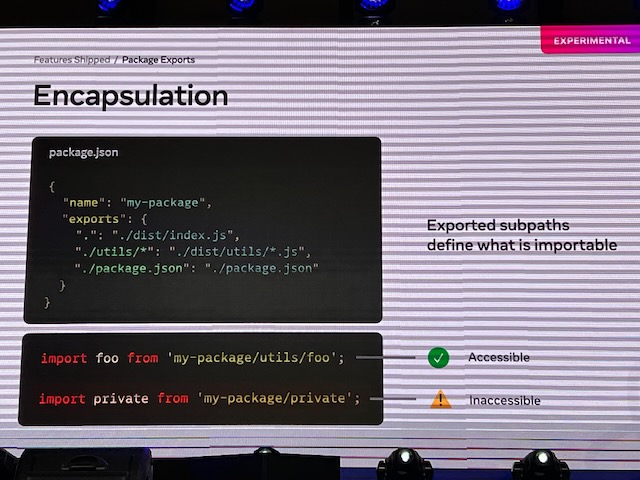 EXPERIMENTAL
Features Shipped / Package Exports
Encapsulation
package.json
{
"name": "my-package",
"exports": {
".": "./dist/index.js",
"./utils/*": "./dist/utils/*.js",
"./package.json": "./package.json"
}
}
Exported subpaths
define what is importable
import foo from 'my-package/utils/foo';
Accessible
import private from 'my-package/private';
Inaccessible